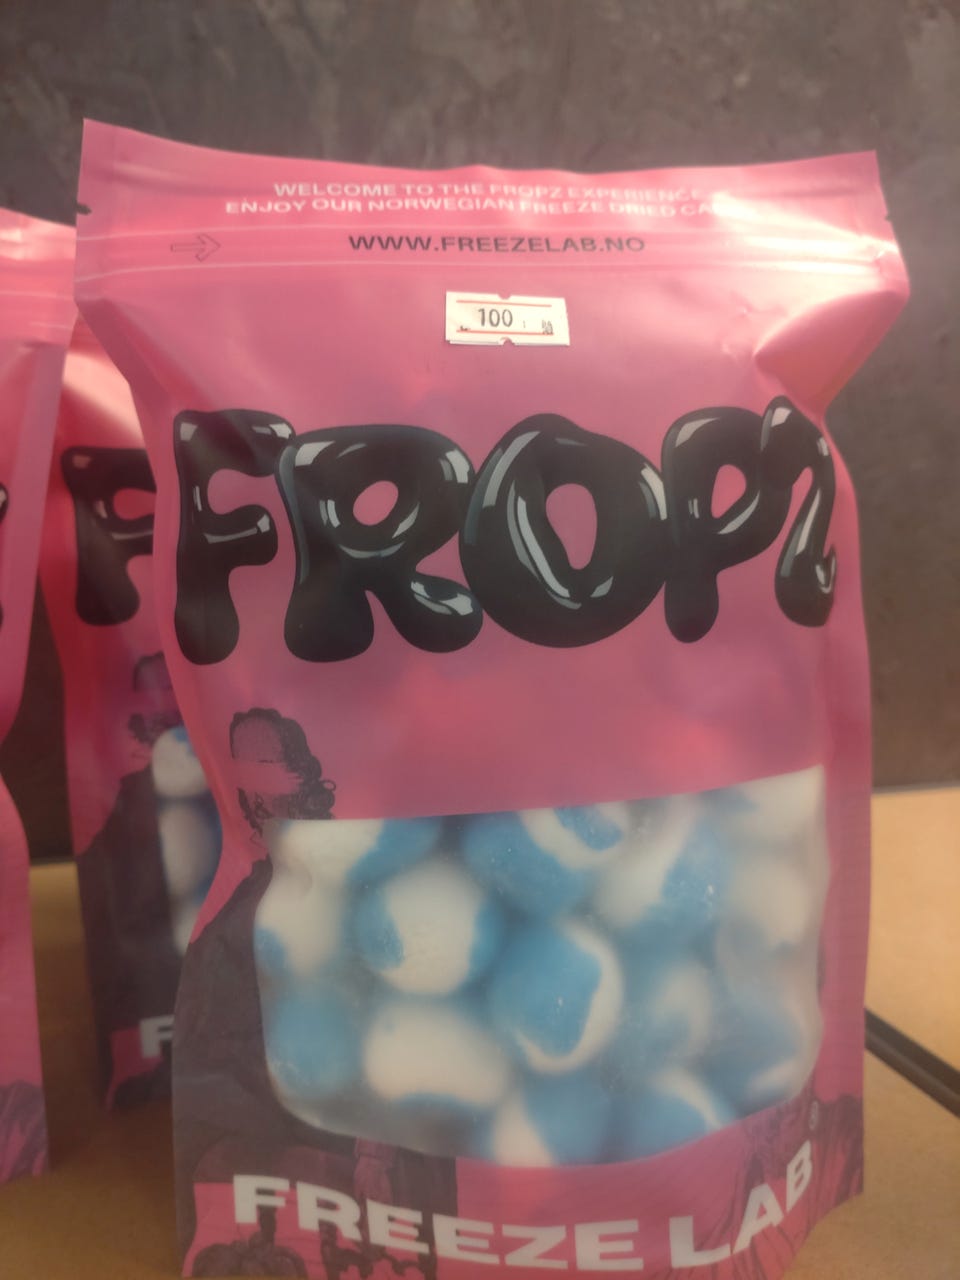 WELCOME TO THE FROPZ EXPERIENCE
ENJOY OUR NORWEGIAN FREEZE DRIED
WWW.FREEZELAB.NO
100
FROPZ
FREEZE LAB